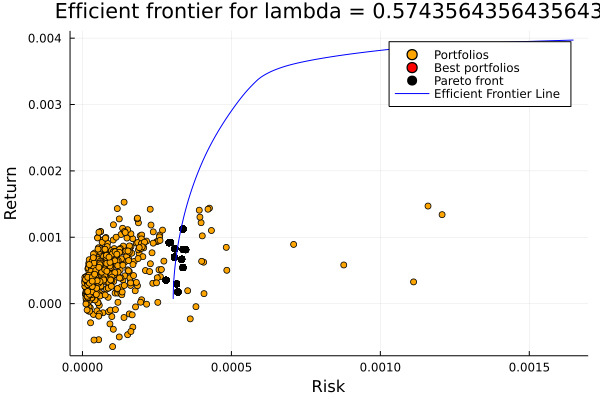 Efficient frontier for lambda = 0.5743564356435643
Portfolios
Best portfolios
Pareto front
Efficient Frontier Line
0.004
0.003
0.002
0.001
0.000
Return
0.0000
0.0005
0.0010
0.0015
Risk